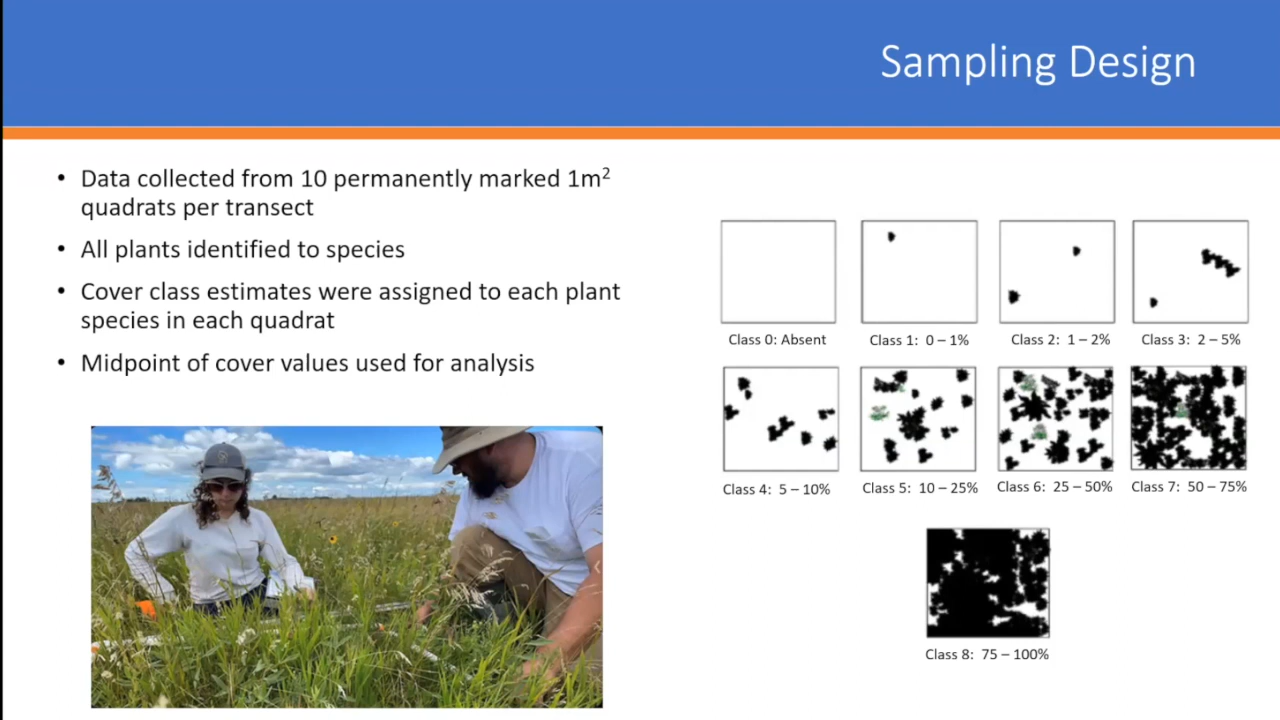 Sampling Design
• Data collected from 10 permanently marked 1m²
quadrats per transect
• All plants identified to species
• Cover class estimates were assigned to each plant
species in each quadrat
• Midpoint of cover values used for analysis
Class 0: Absent
Class 1: 0 – 1%
Class 2: 1 – 2%
Class 3: 2 – 5%
Class 4: 5 – 10%
Class 5: 10 – 25%
Class 6: 25 – 50%
Class 7: 50 – 75%
Class 8: 75 – 100%